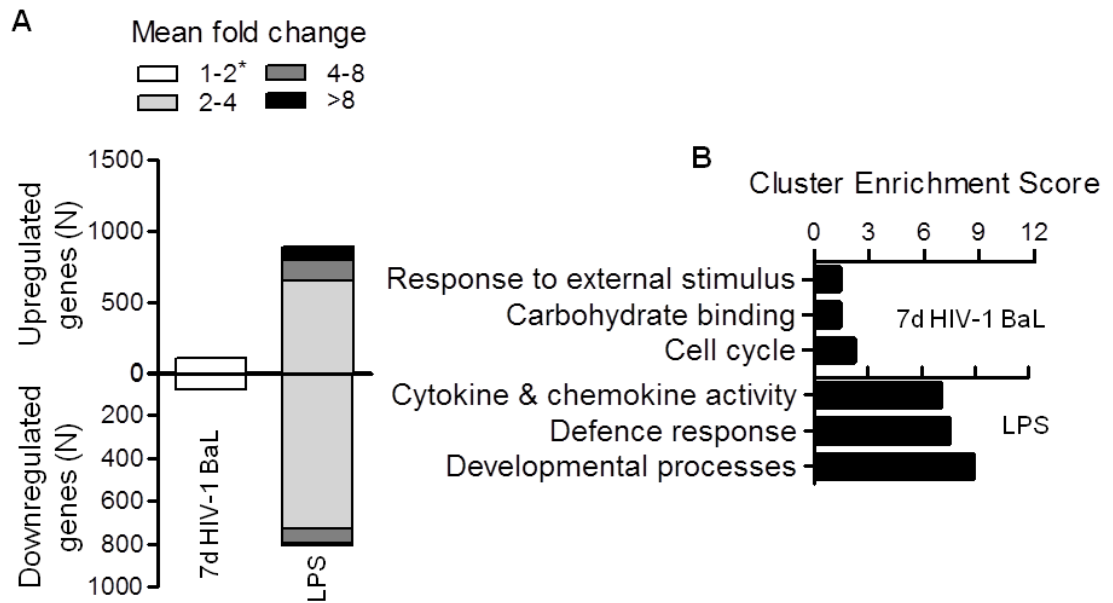 A
Mean fold change
1-2* 4-8
2-4 >8
1500
1000
500
0
200
400
600
800
1000
Upregulated
genes (N)
Downregulated
genes (N)
7d HIV-1 BaL
LPS
B
Cluster Enrichment Score
0 3 6 9 12
Response to external stimulus
Carbohydrate binding
Cell cycle
7d HIV-1 BaL
Cytokine & chemokine activity
Defence response
Developmental processes
LPS